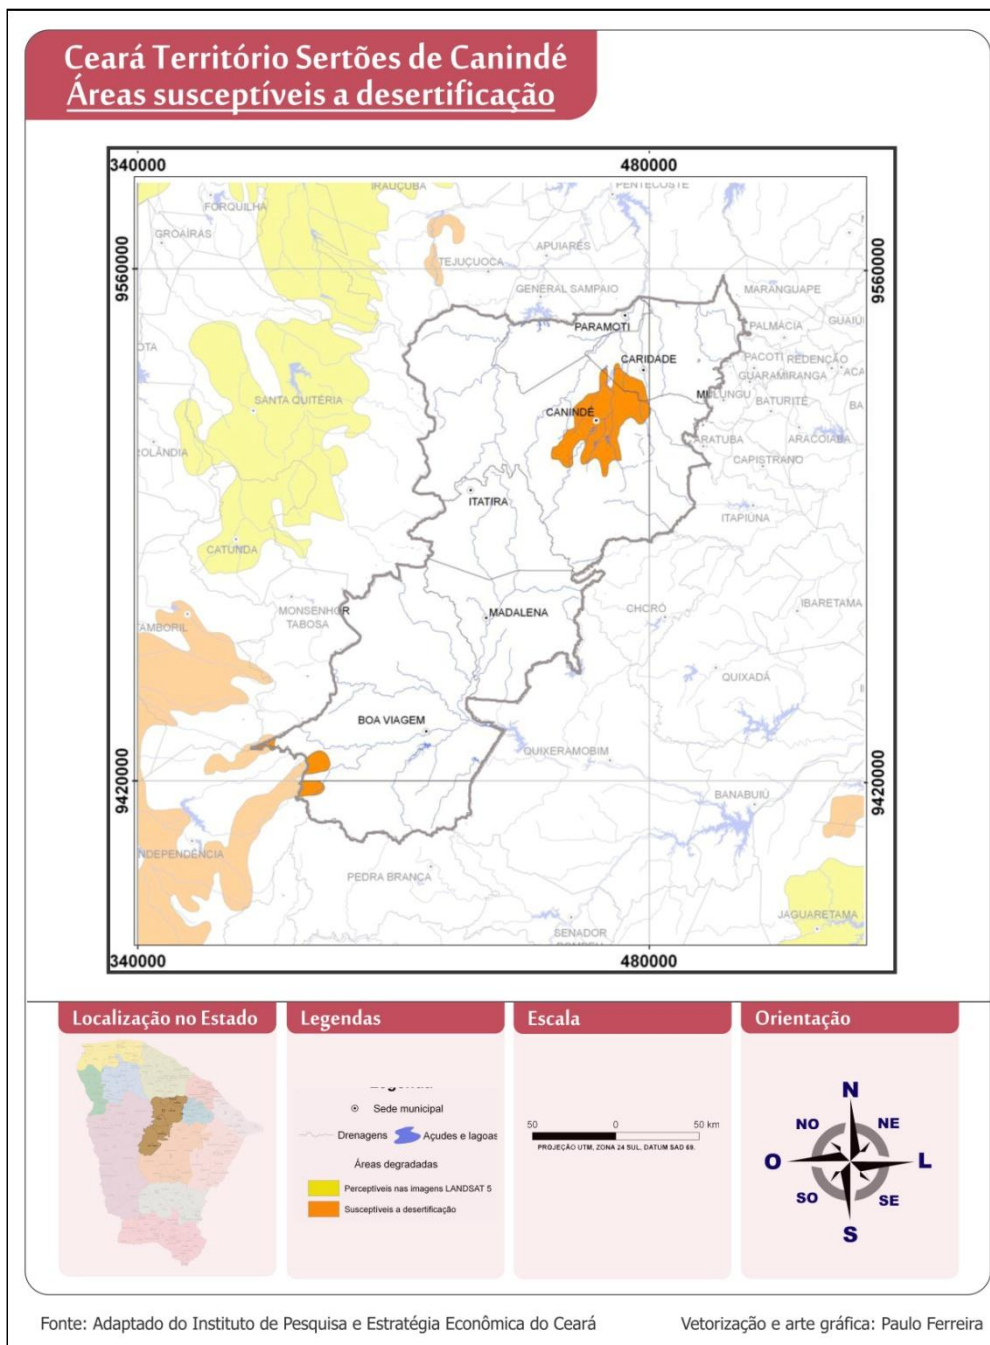 Ceará Território Sertões de Canindé
Áreas susceptíveis a desertificação
340000 480000
IRAUÇUBA
PENTECOSTE
FORQUILHA
GROAÍRAS
APUIARÉS
TEJUÇUOCA
9560000 9560000
GENERAL SAMPAIO
MARANGUAPE
PARAMOTI
PALMÁCIA
CARIDADE
PACOTI REDENÇÃO
GUARAMIRANGA
MULUNGU
SANTA QUITÉRIA
BATURITÉ
CANINDÉ
ARATUBA
ARACOIABA
CAPISTRANO
ITATIRA
ITAPIUNA
CATUNDA
MONSENHOR
TABOSA
MADALENA
CHCRÓ
IBARETAMA
TAMBORIL
QUIXADÁ
BOA VIAGEM
QUIXERAMOBIM
9420000 9420000
BANABUIÚ
INDEPENDÊNCIA
PEDRA BRANCA
JAGUARETAMA
SENADOR
340000 480000
Localização no Estado
Legendas
Sede municipal
Drenagens
Açudes e lagoas
Áreas degradadas
Perceptíveis nas imagens LANDSAT 5
Susceptíveis a desertificação
Escala
50 0 50 km
PROJEÇÃO UTM, ZONA 24 SUL, DATUM SAD 69.
Orientação
N
NO NE
O L
SO SE
S
Fonte: Adaptado do Instituto de Pesquisa e Estratégia Econômica do Ceará
Vetorização e arte gráfica: Paulo Ferreira